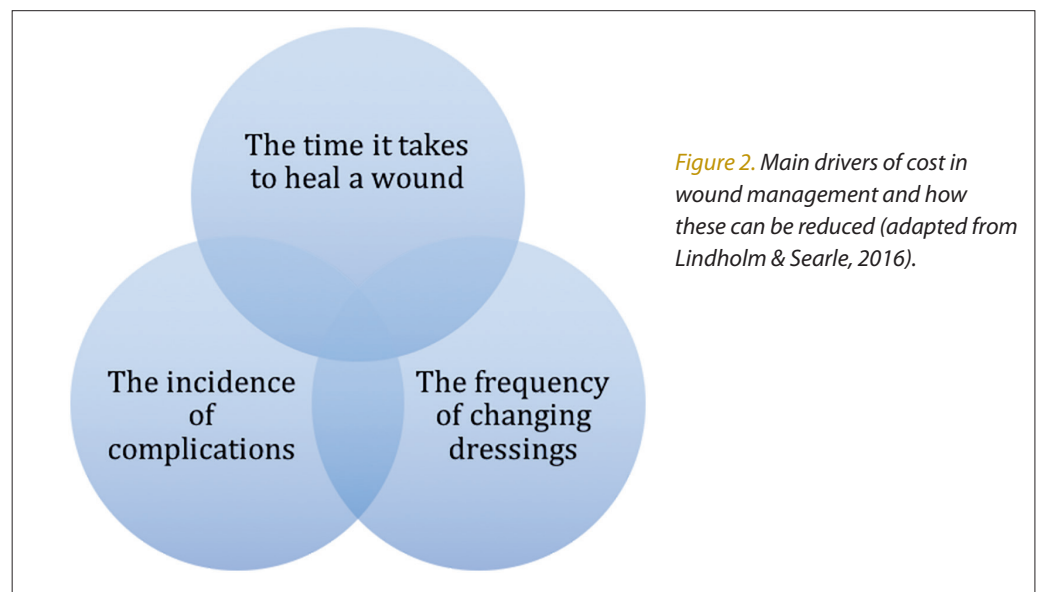 The time it takes
to heal a wound
Figure 2. Main drivers of cost in
wound management and how
these can be reduced (adapted from
Lindholm & Searle, 2016).
The incidence
of
complications
The frequency
of changing
dressings